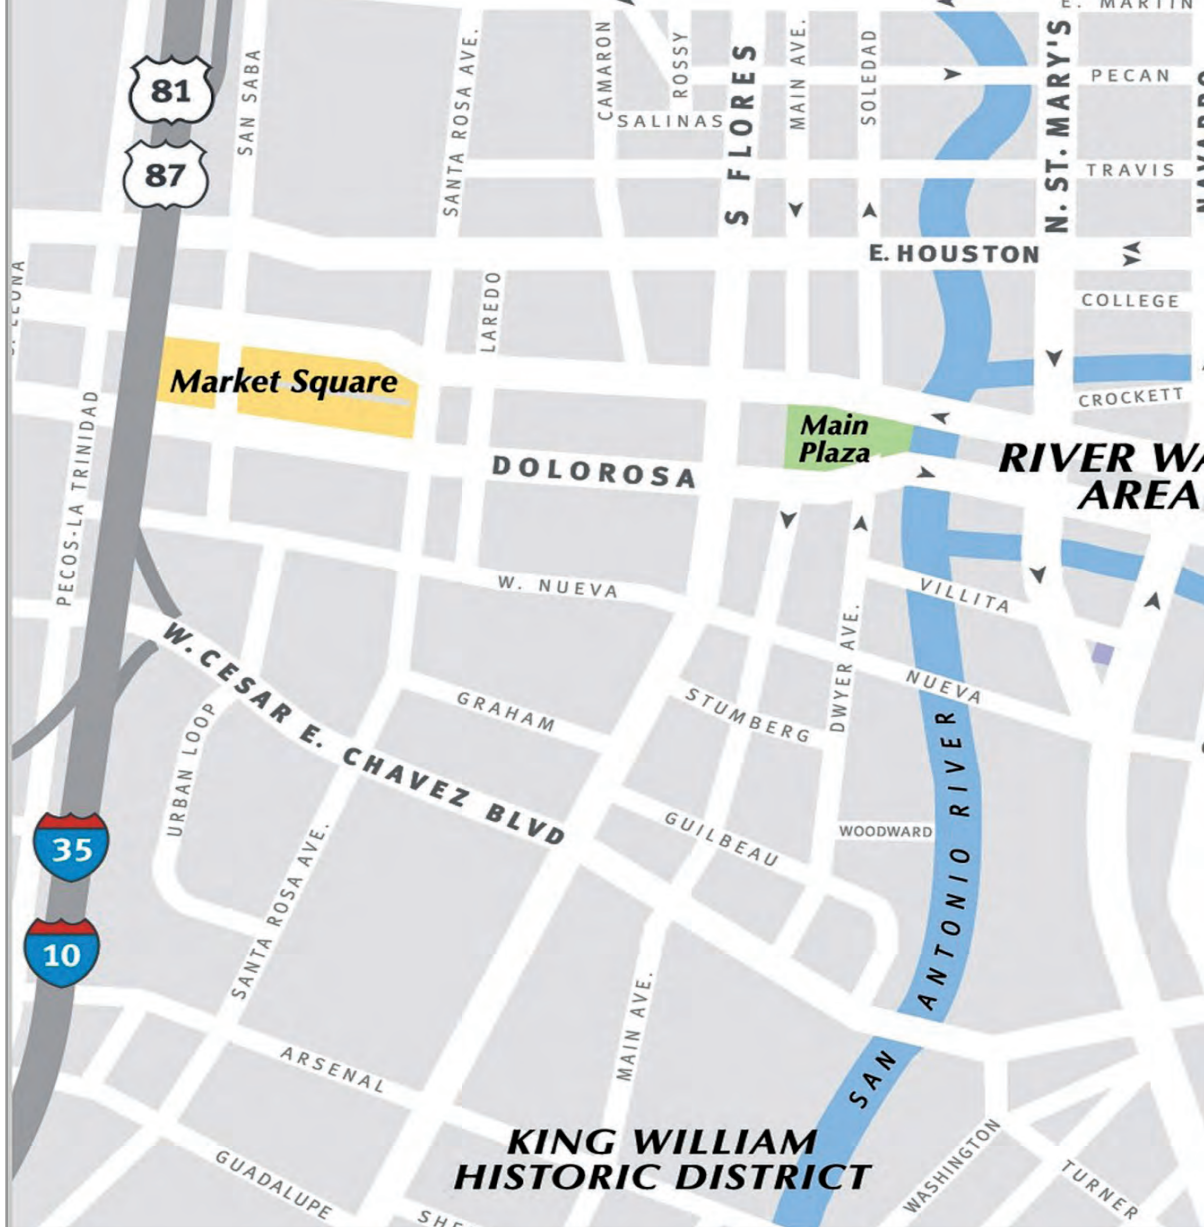 E. MARTIN
81
87
SAN SABA
SANTA ROSA AVE.
CAMARON
ROSSY
SALINAS
S FLORES
MAIN AVE.
SOLEDAD
N. ST. MARY'S
PECAN
TRAVIS
E. HOUSTON
COLLEGE
CROCKETT
LAREDO
Market Square
Main
Plaza
RIVER WA
AREA
DOLOROSA
PECOS-LA TRINIDAD
W. NUEVA
VILLITA
NUEVA
DWYER AVE.
STUMBERG
GRAHAM
W. CESAR E. CHAVEZ BLVD
URBAN LOOP
GUILBEAU
WOODWARD
SAN ANTONIO RIVER
35
10
SANTA ROSA AVE.
MAIN AVE.
ARSENAL
GUADALUPE
KING WILLIAM
HISTORIC DISTRICT
WASHINGTON
TURNER
SHE